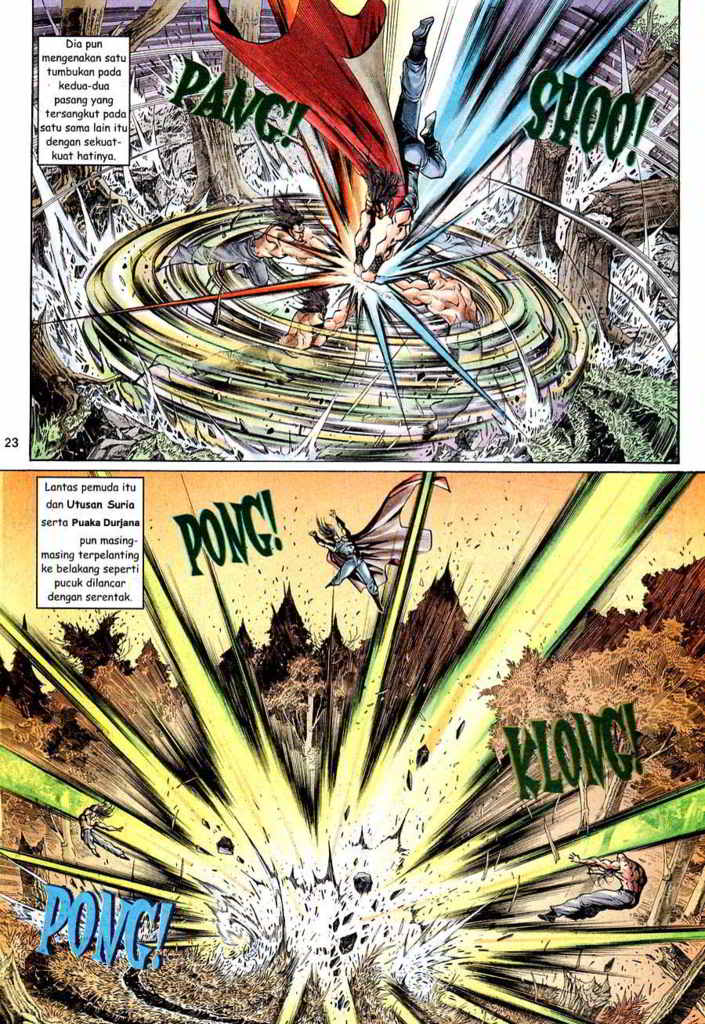 Dia pun
mengenakan satu
tumbukan pada
kedua-dua
pasang yang
tersangkut pada
satu sama lain itu
dengan sekuat-
kuat hatinya.
PANG!
SHOO!
23
Lantas pemuda itu
dan Utusan Suria
serta Puaka Durjana
pun masing-
masing terpelanting
ke belakang seperti
pucuk dilancar
dengan serentak.
PONG!
KLONG!
PONG!